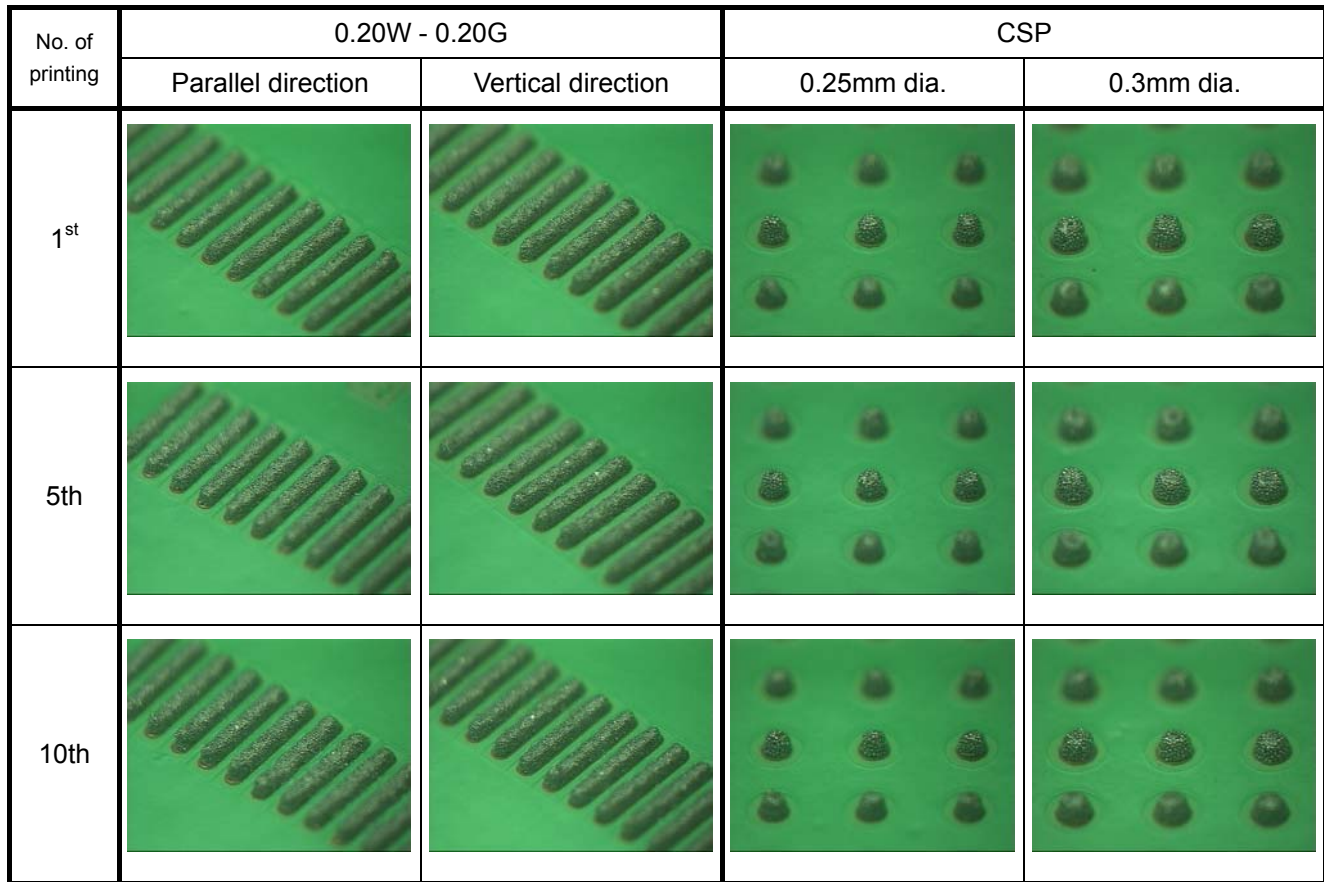 No. of
printing
0.20W - 0.20G
CSP
Parallel direction
Vertical direction
0.25mm dia.
0.3mm dia.
1st
5th
10th